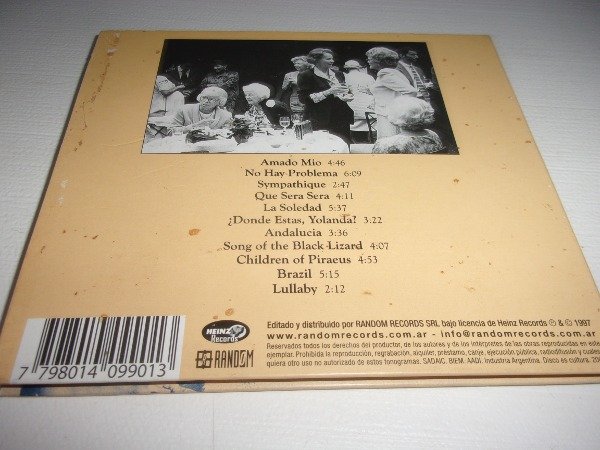 Amado Mio 4:46
No Hay Problema 6:09
Sympathique 2:47
Que Sera Sera 4:11
La Soledad 5:37
¿Donde Estas, Yolanda? 3:22
Andalucia 3:36
Song of the Black Lizard 4:07
Children of Piraeus 4:53
Brazil 5:15
Lullaby 2:12
HEINZ
Records
RANDOM
Editado y distribuido por RANDOM RECORDS SRL bajo licencia de Heinz Records ℗ & © 1997
www.randomrecords.com.ar - info@randomrecords.com.ar
Reservados todos los derechos del productor, de los autores y de los intérpretes de las obras reproducidas en este
ejemplar. Prohibida la reproducción, regrabación, alquiler, préstamo, canje, ejecución pública, radiodifusión y cualquier
quiera otro uso no autorizado de estos fonogramas. SADAIC. BIEM. AADI. Industria Argentina. Disco es cultura. 20
7 798014 099013